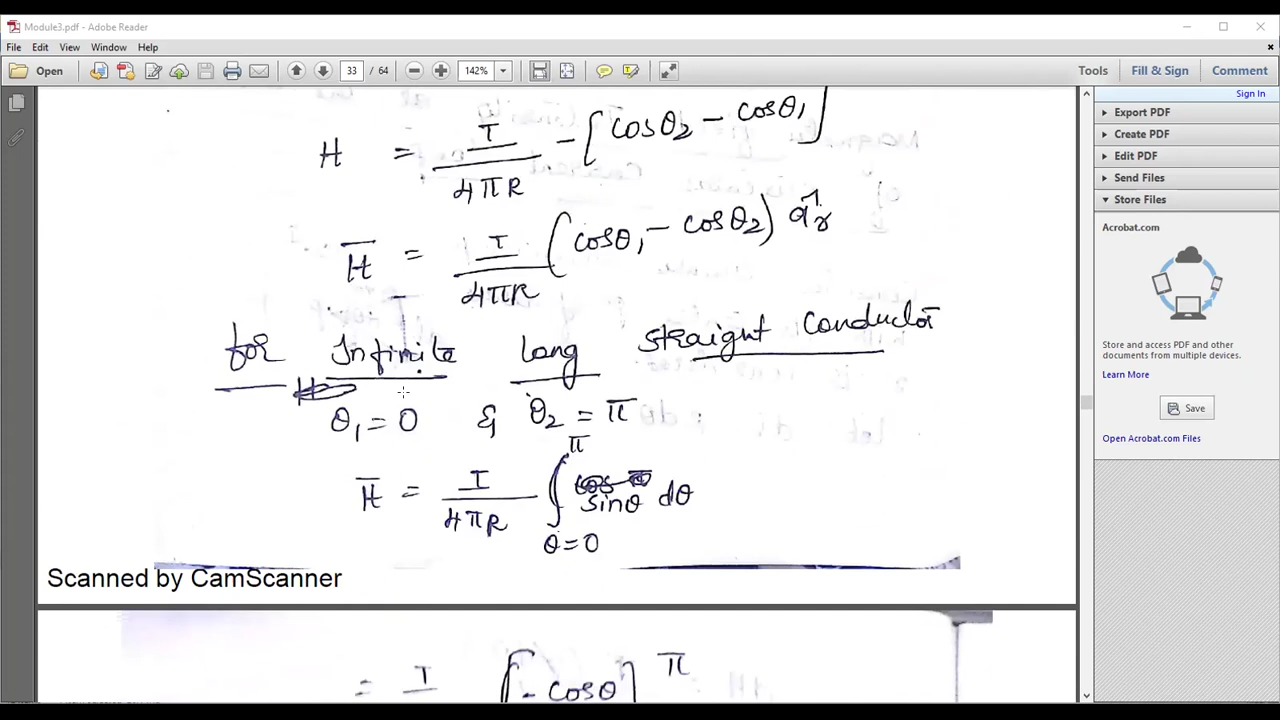 Module3.pdf - Adobe Reader
File Edit View Window Help
Open 33 / 64 142% Tools Fill & Sign Comment
Sign In
Export PDF
Create PDF
Edit PDF
Send Files
Store Files
Acrobat.com
Store and access PDF and other
documents from multiple devices.
Learn More
Save
Open Acrobat.com Files
H = I/4πR -[cosθ2 - cosθ1]
H̅ = I/4πR (cosθ1 - cosθ2) âr
for Infinite long straight conductor
θ1 = 0 & θ2 = π
H̅ = I/4πR ∫ π θ=0 sinθ dθ
Scanned by CamScanner
= I [-cosθ] π